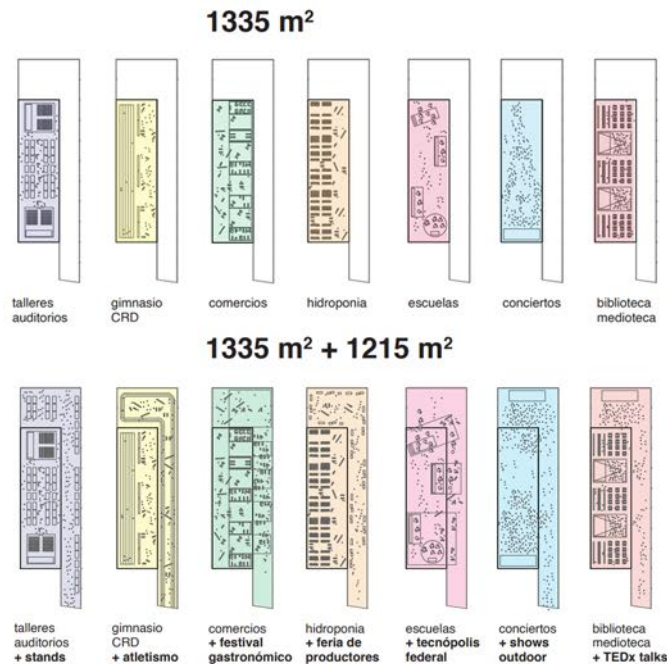 1335 m²
talleres
auditorios
gimnasio
CRD
comercios
hidroponia
escuelas
conciertos
biblioteca
medioteca
1335 m² + 1215 m²
talleres
auditorios
+ stands
gimnasio
CRD
+ atletismo
comercios
+ festival
gastronómico
hidroponia
+ feria de
productores
escuelas
+ tecnópolis
federal
conciertos
+ shows
outdoor
biblioteca
medioteca
+ TEDx talk